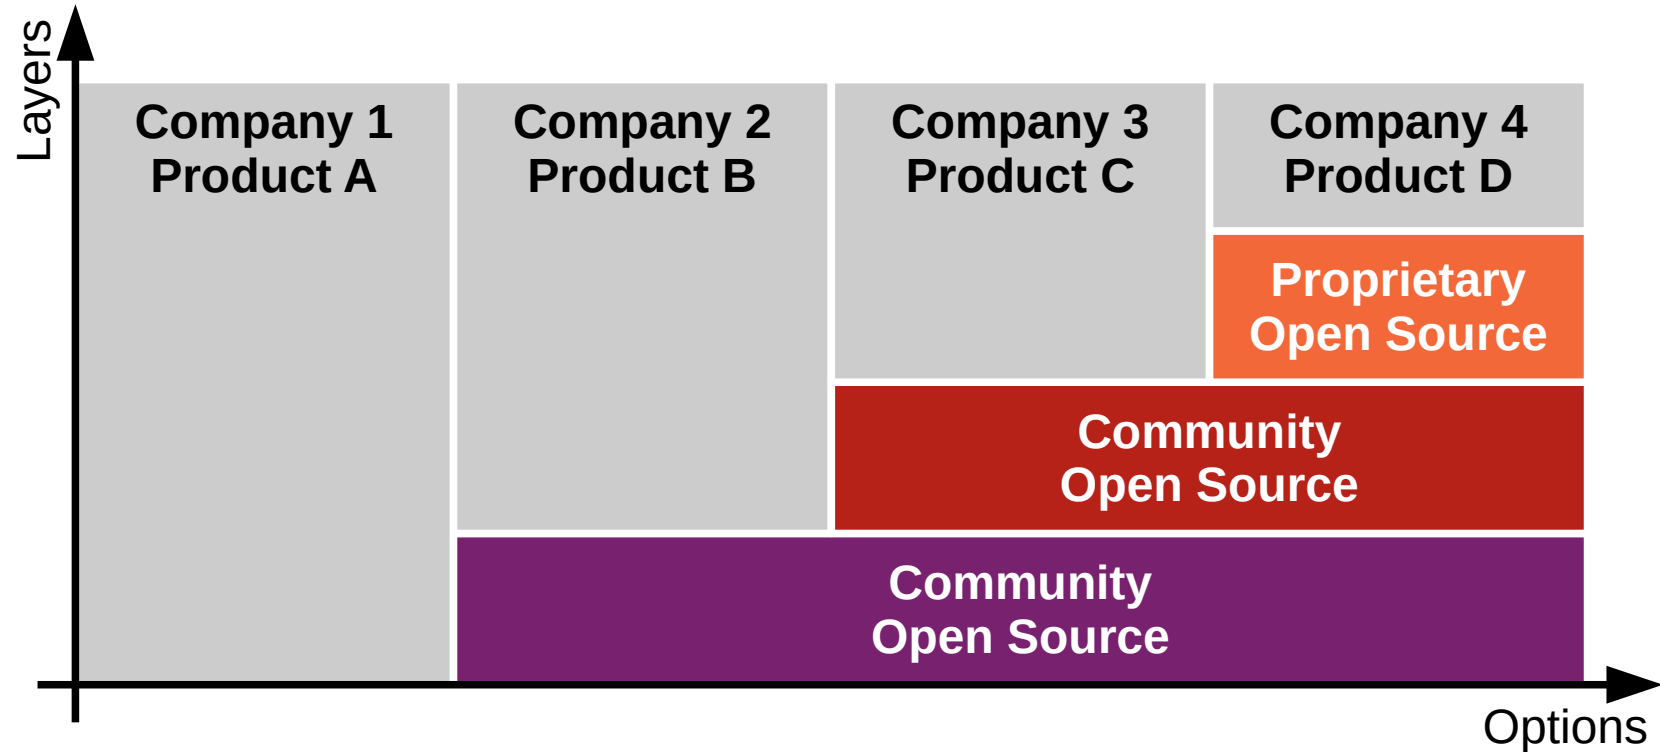 Layers
Company 1
Product A
Company 2
Product B
Company 3
Product C
Company 4
Product D
Proprietary
Open Source
Community
Open Source
Community
Open Source
Options